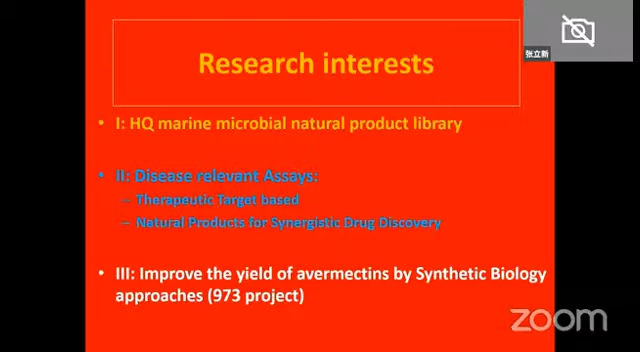 Research interests
张立新
• I: HQ marine microbial natural product library
• II: Disease relevant Assays:
– Therapeutic Target based
– Natural Products for Synergistic Drug Discovery
• III: Improve the yield of avermectins by Synthetic Biology
approaches (973 project)
zoom